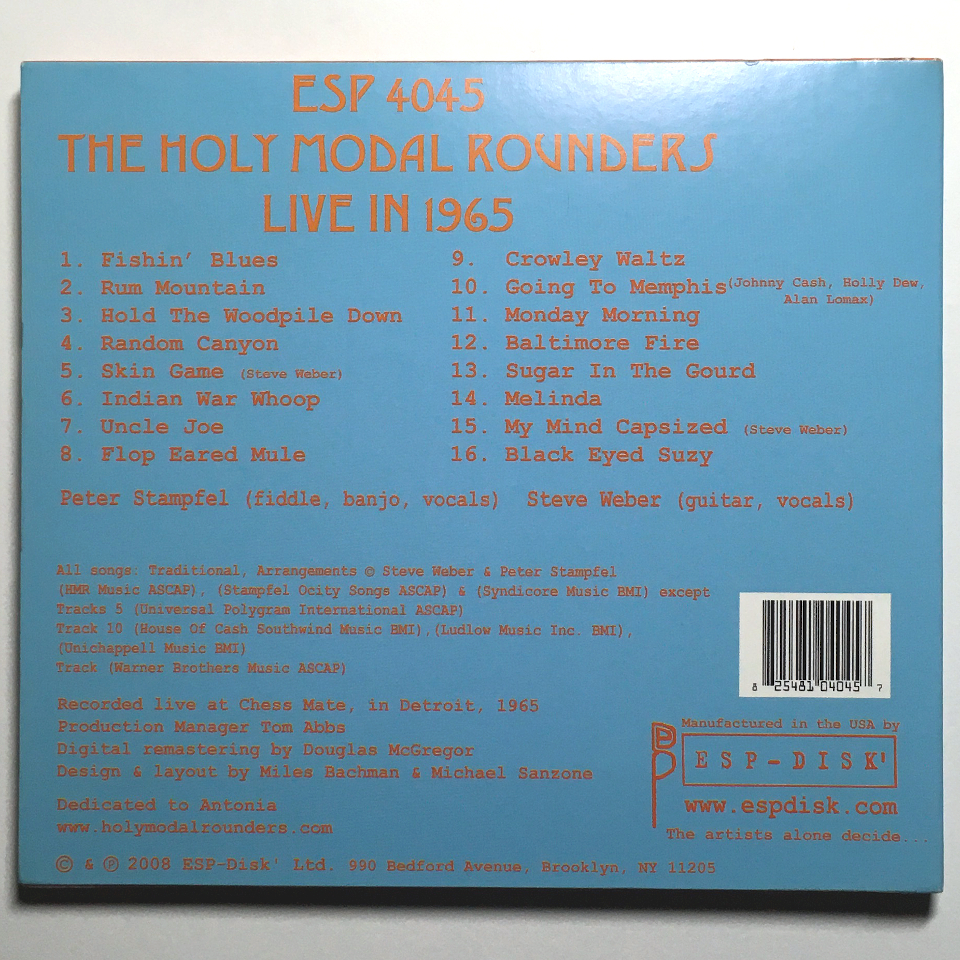 ESP 4045
THE HOLY MODAL ROUNDERS
LIVE IN 1965
1. Fishin' Blues
2. Rum Mountain
3. Hold The Woodpile Down
4. Random Canyon
5. Skin Game (Steve Weber)
6. Indian War Whoop
7. Uncle Joe
8. Flop Eared Mule
9. Crowley Waltz
10. Going To Memphis (Johnny Cash, Holly Dew,
Alan Lomax)
11. Monday Morning
12. Baltimore Fire
13. Sugar In The Gourd
14. Melinda
15. My Mind Capsized (Steve Weber)
16. Black Eyed Suzy
Peter Stampfel (fiddle, banjo, vocals) Steve Weber (guitar, vocals)
All songs: Traditional, Arrangements © Steve Weber & Peter Stampfel
(HMR Music ASCAP), (Stampfel Ocity Songs ASCAP) & (Syndicore Music BMI) except
Tracks 5 (Universal Polygram International ASCAP)
Track 10 (House Of Cash Southwind Music BMI),(Ludlow Music Inc. BMI),
(Unichappell Music BMI)
Track (Warner Brothers Music ASCAP)
Recorded live at Chess Mate, in Detroit, 1965
Production Manager Tom Abbs
Digital remastering by Douglas McGregor
Design & layout by Miles Bachman & Michael Sanzone
Dedicated to Antonia
www.holymodalrounders.com
© & ℗ 2008 ESP-Disk' Ltd. 990 Bedford Avenue, Brooklyn, NY 11205
8 25481 04045 7
Manufactured in the USA by
ESP-DISK'
www.espdisk.com
The artists alone decide...